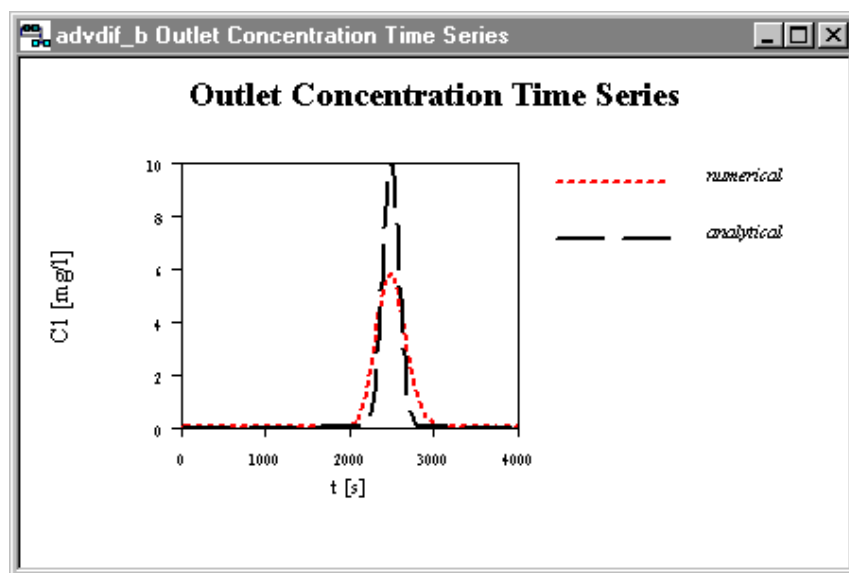 advdif_b Outlet Concentration Time Series
Outlet Concentration Time Series
10
8
6
4
2
0
C1 [mg/l]
0 1000 2000 3000 4000
t [s]
numerical
analytical